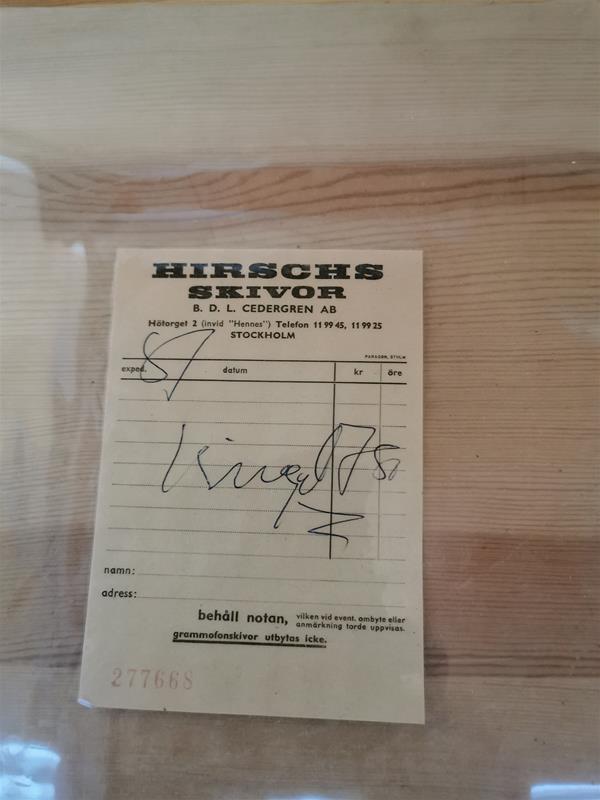 HIRSCHS
SKIVOR
B. D. L. CEDERGREN AB
Hötorget 2 (invid "Hennes") Telefon 11 99 45, 11 99 25
STOCKHOLM
PARAGON, STHLM
exped. datum kr öre
namn:
adress:
behåll notan, vilken vid event. ombyte eller
anmärkning torde uppvisas.
grammofonskivor utbytas icke.
277668